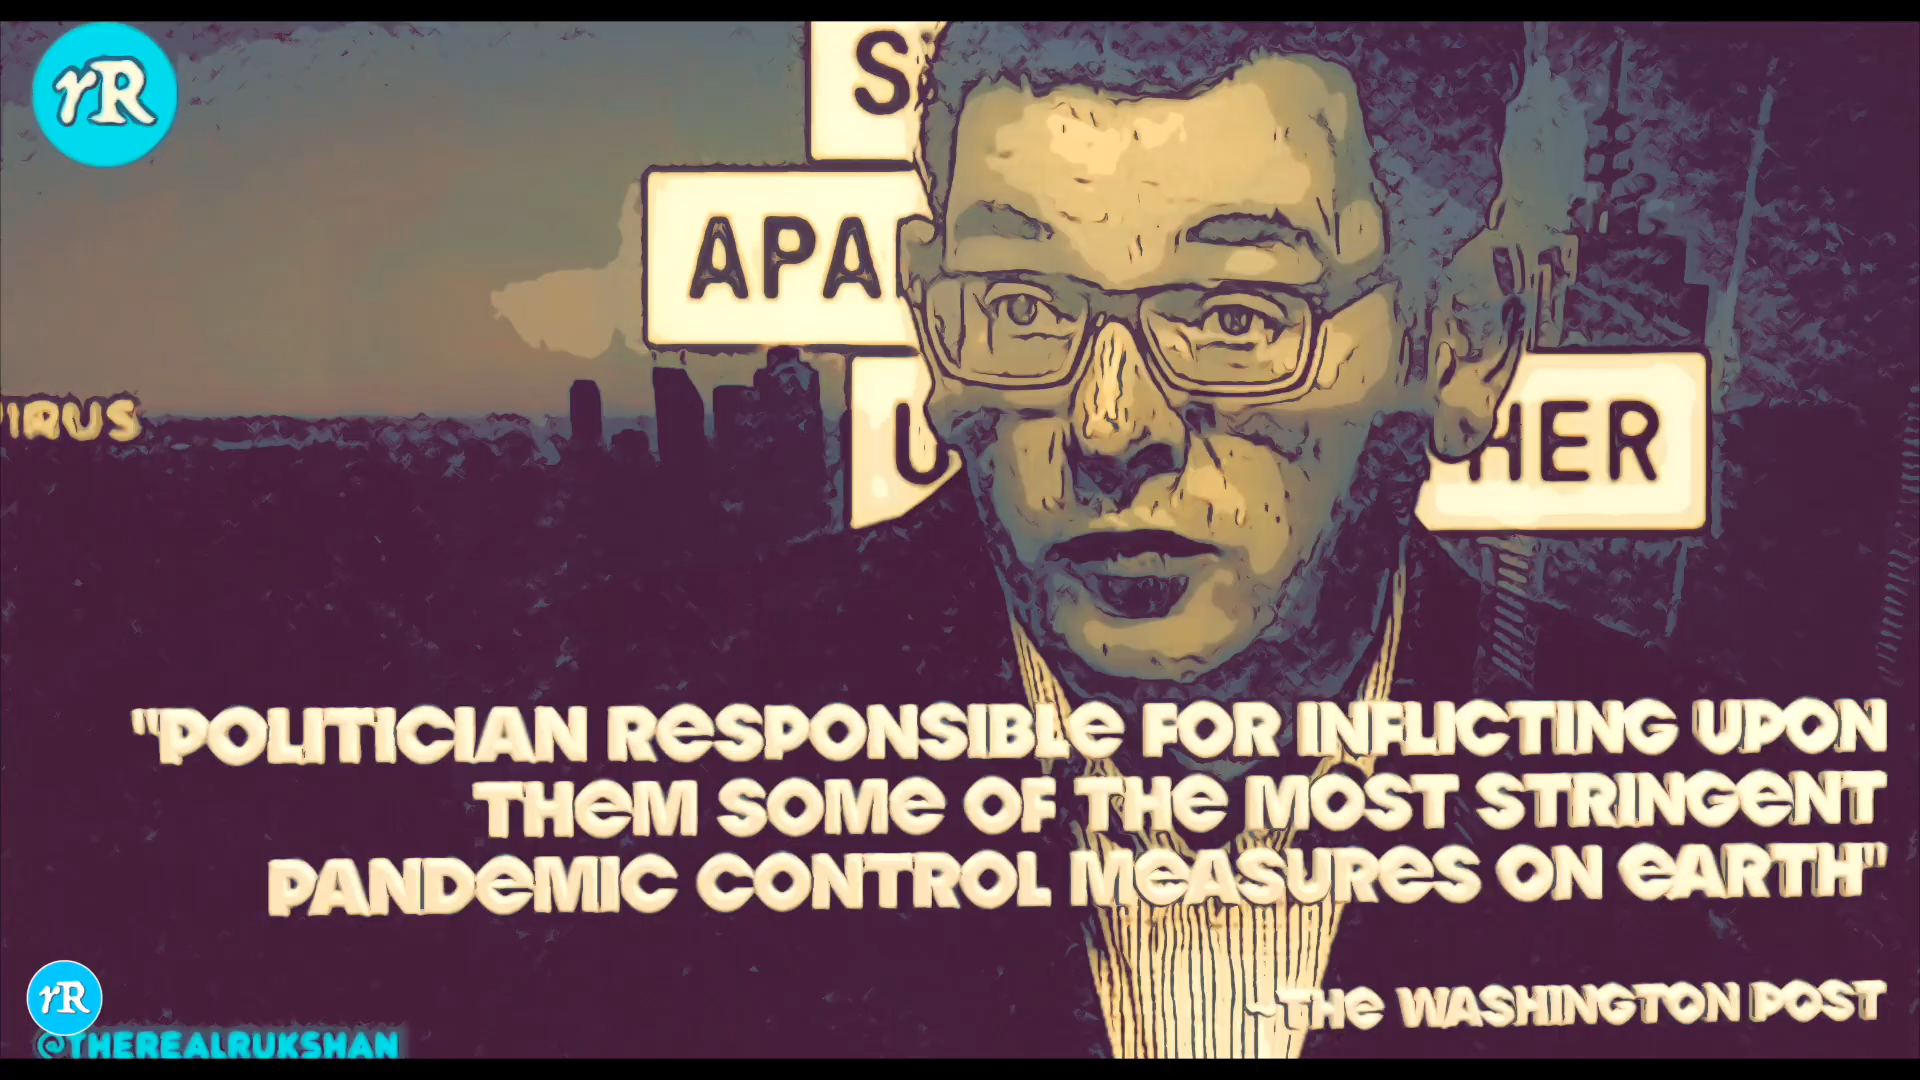 rR
S
APA
U HER
VIRUS
"POLITICIAN RESPONSIBLE FOR INFLICTING UPON
THEM SOME OF THE MOST STRINGENT
PANDEMIC CONTROL MEASURES ON EARTH"
~THE WASHINGTON POST
rR
@THEREALRUKSHAN